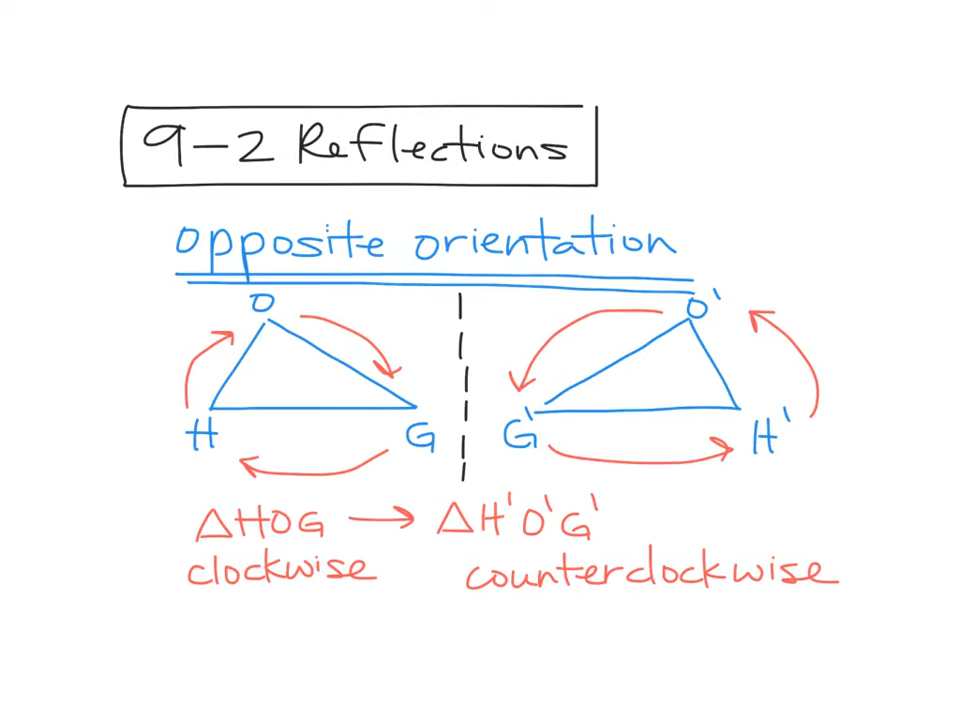 9-2 Reflections
opposite orientation
O
O'
H
G
G'
H'
△HOG → △H'O'G'
clockwise
counterclockwise